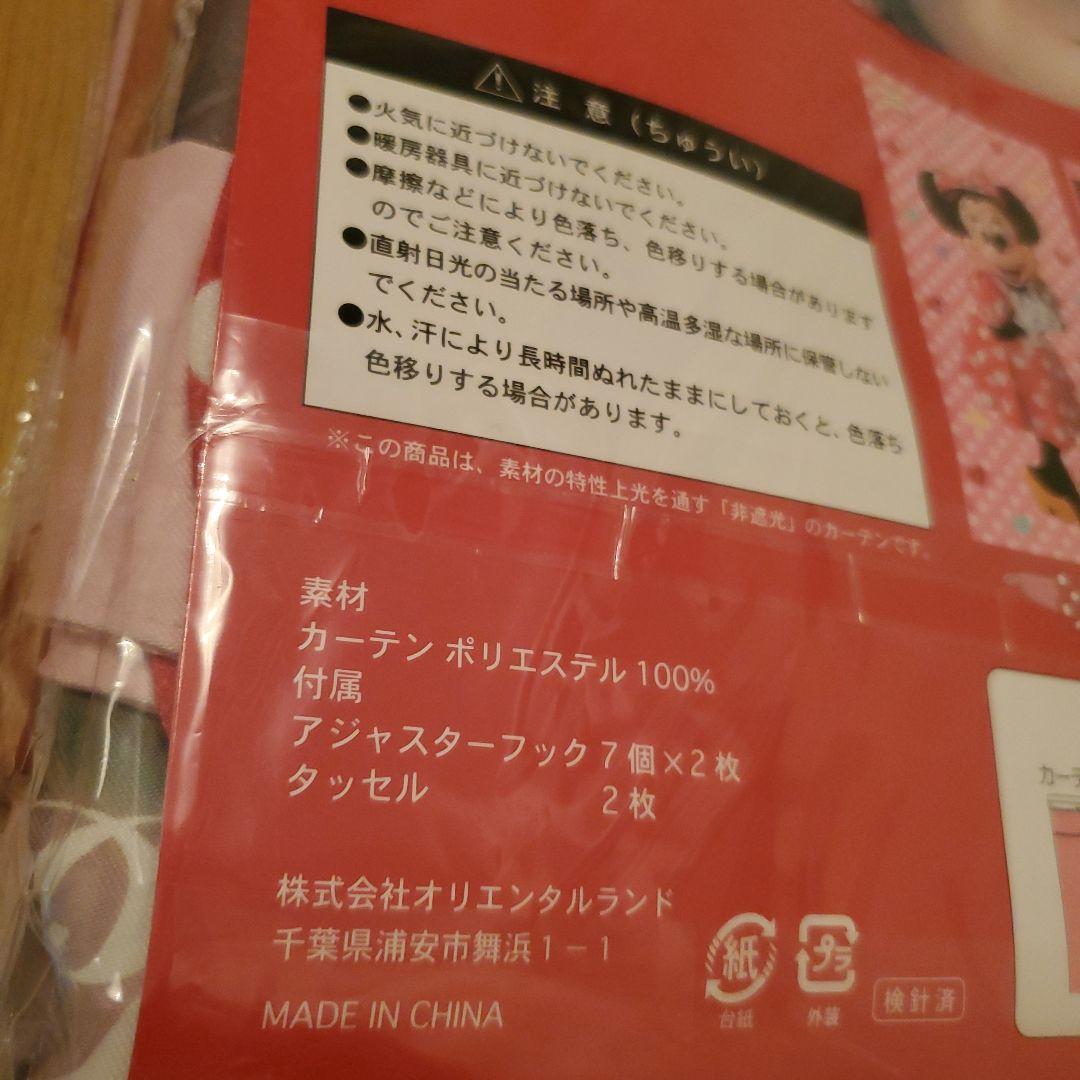 注意(ちゅうい)
●火気に近づけないでください。
●暖房器具に近づけないでください。
●摩擦などにより色落ち、色移りする場合があります
のでご注意ください。
●直射日光の当たる場所や高温多湿な場所に保管しない
でください。
●水、汗により長時間ぬれたままにしておくと、色落ち
色移りする場合があります。
※この商品は、素材の特性上光を通す「非遮光」のカーテンです。
素材
カーテン ポリエステル 100%
付属
アジャスターフック 7個×2枚
タッセル 2枚
株式会社オリエンタルランド
千葉県浦安市舞浜1-1
MADE IN CHINA
紙
台紙
プラ
外装
検針済